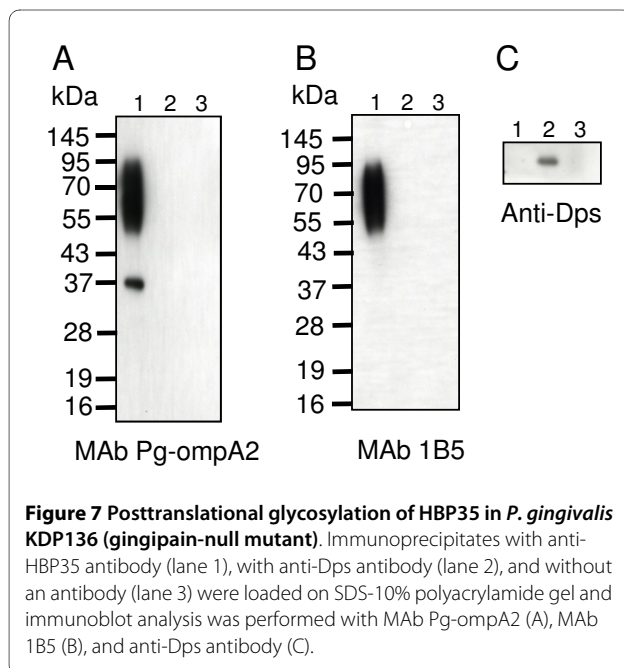 A
kDa
1 2 3
145
95
70
55
43
37
28
19
16
MAb Pg-ompA2
B
kDa
1 2 3
145
95
70
55
43
37
28
19
16
MAb 1B5
C
1 2 3
Anti-Dps
Figure 7 Posttranslational glycosylation of HBP35 in P. gingivalis
KDP136 (gingipain-null mutant). Immunoprecipitates with anti-
HBP35 antibody (lane 1), with anti-Dps antibody (lane 2), and without
an antibody (lane 3) were loaded on SDS-10% polyacrylamide gel and
immunoblot analysis was performed with MAb Pg-ompA2 (A), MAb
1B5 (B), and anti-Dps antibody (C).